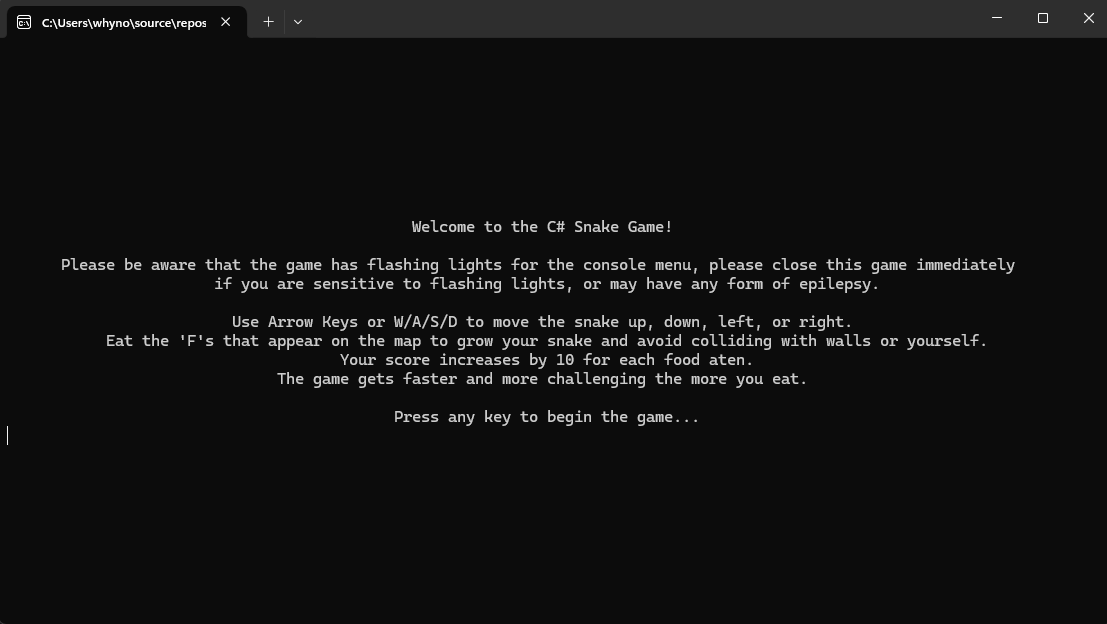 C:\Users\whyno\source\repos
Welcome to the C# Snake Game!
Please be aware that the game has flashing lights for the console menu, please close this game immediately
if you are sensitive to flashing lights, or may have any form of epilepsy.
Use Arrow Keys or W/A/S/D to move the snake up, down, left, or right.
Eat the 'F's that appear on the map to grow your snake and avoid colliding with walls or yourself.
Your score increases by 10 for each food aten.
The game gets faster and more challenging the more you eat.
Press any key to begin the game...